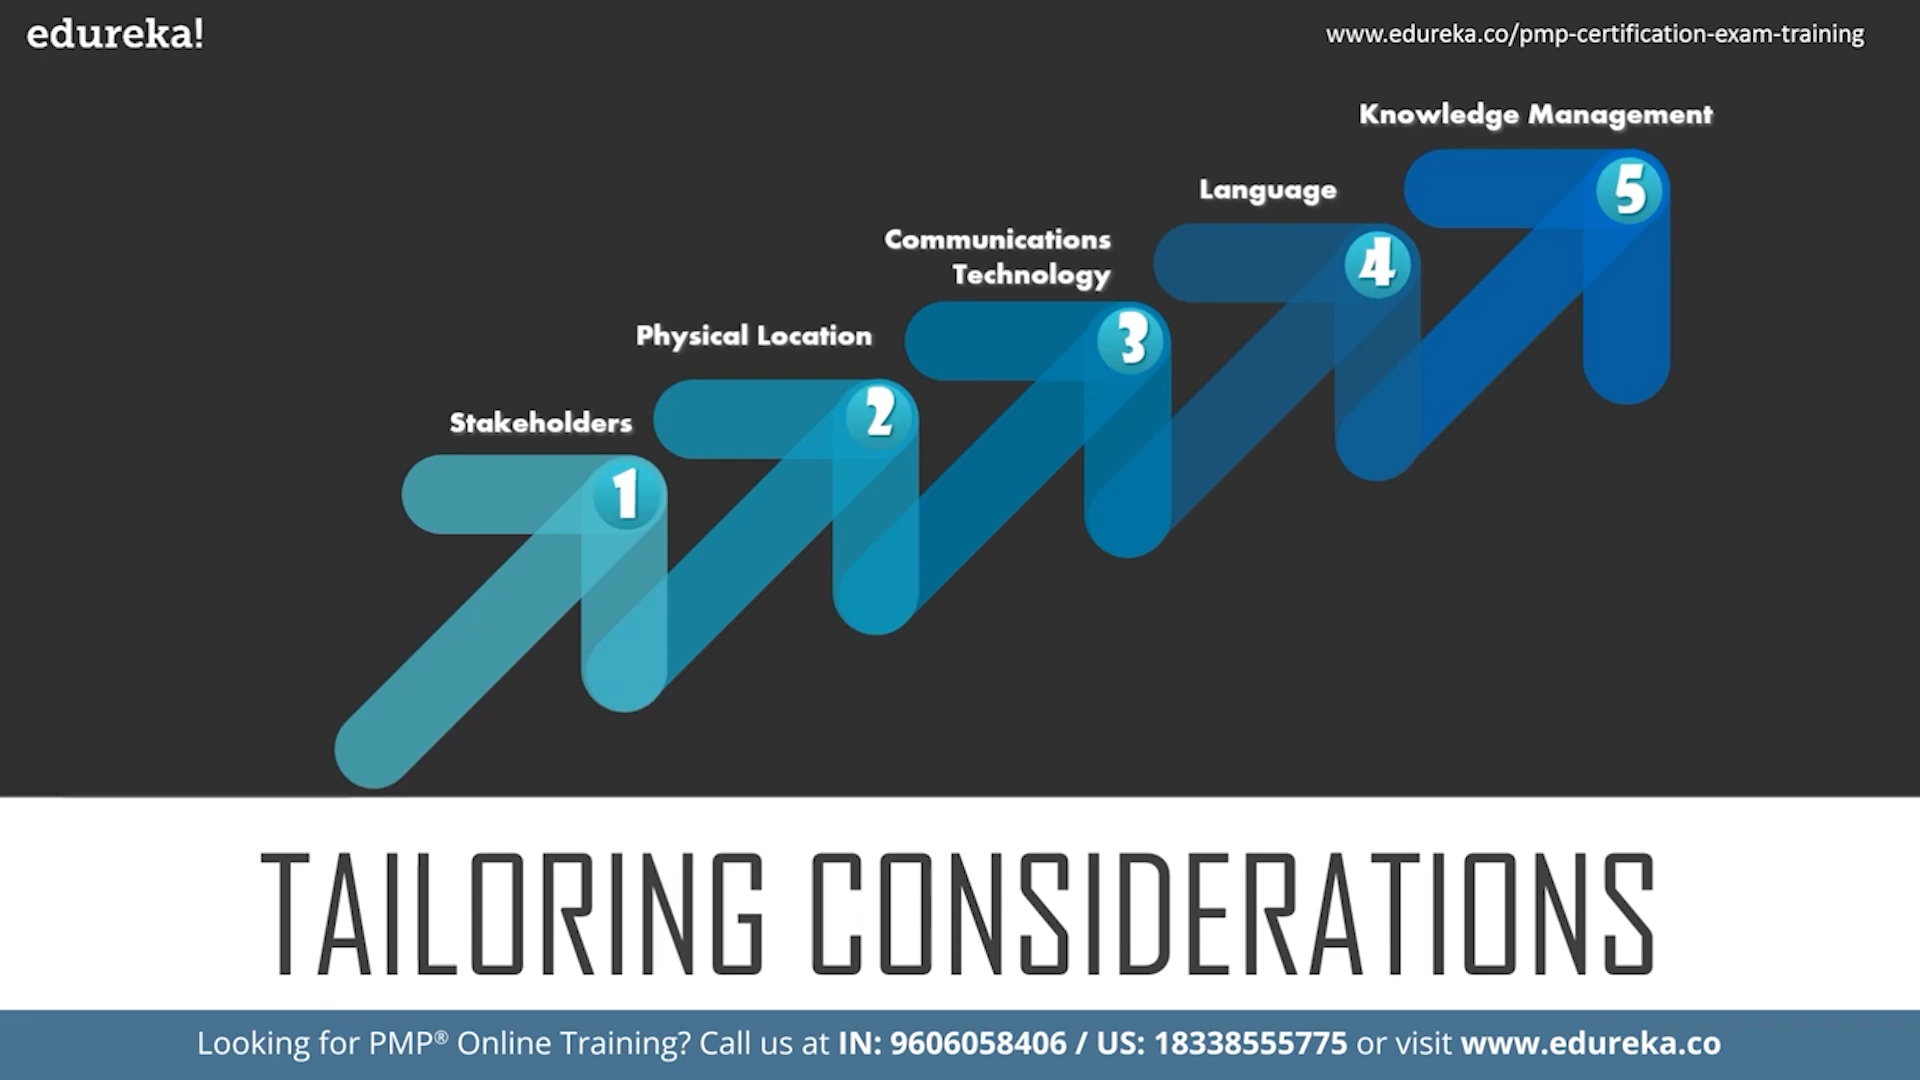 edureka!
www.edureka.co/pmp-certification-exam-training
Knowledge Management
5
Language
4
Communications
Technology
3
Physical Location
2
Stakeholders
1
TAILORING CONSIDERATIONS
Looking for PMP® Online Training? Call us at IN: 9606058406 / US: 18338555775 or visit www.edureka.co